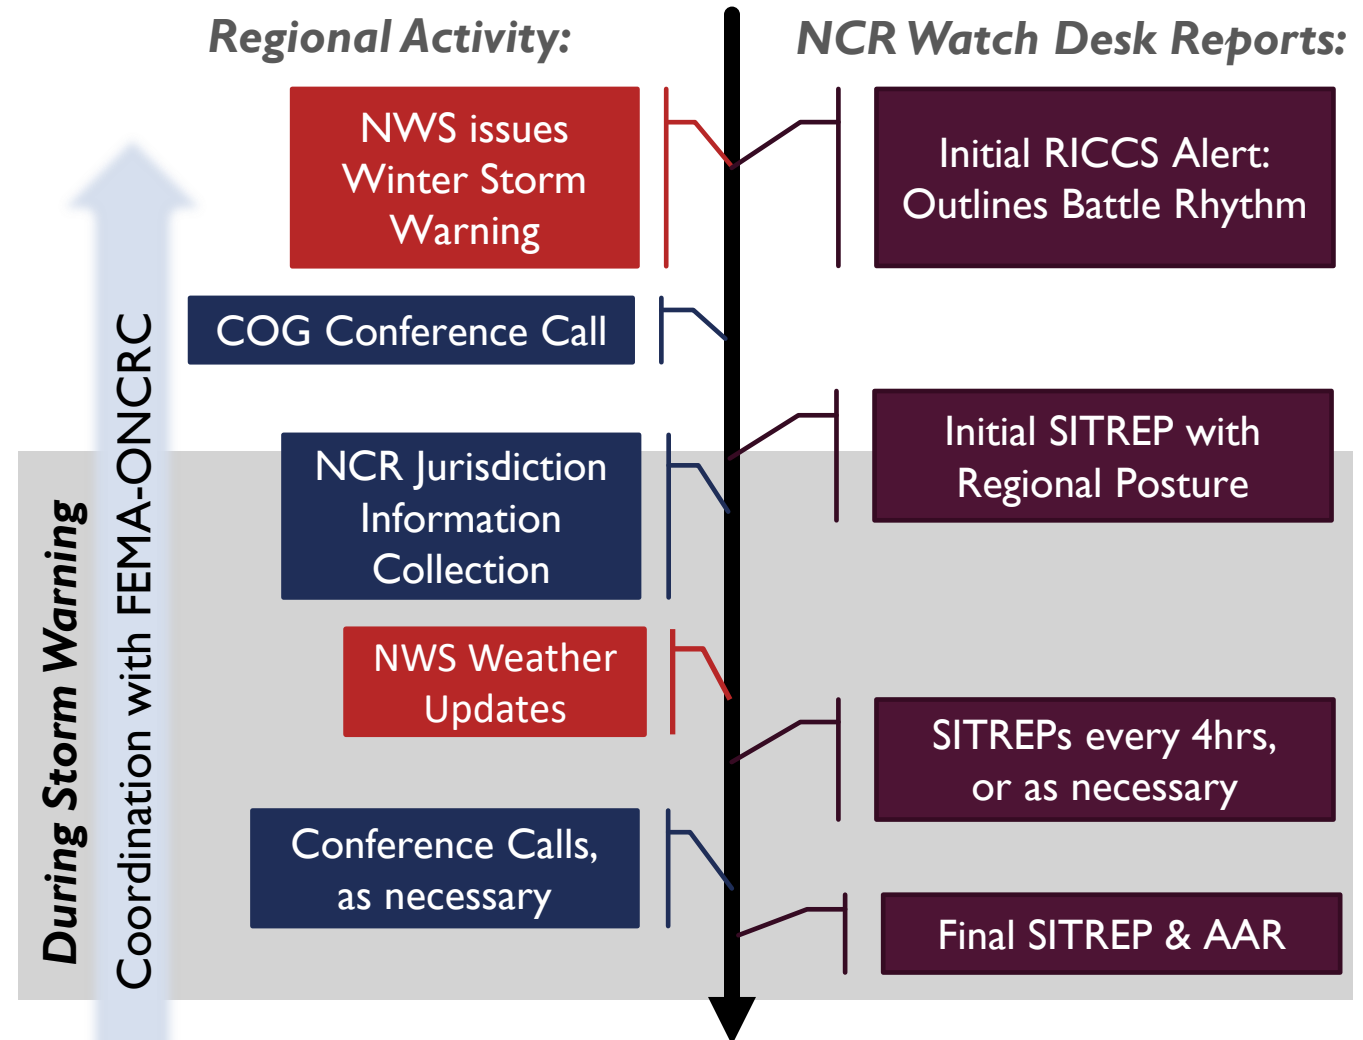 Regional Activity:
NCR Watch Desk Reports:
NWS issues
Winter Storm
Warning
Initial RICCS Alert:
Outlines Battle Rhythm
COG Conference Call
Initial SITREP with
Regional Posture
NCR Jurisdiction
Information
Collection
NWS Weather
Updates
SITREPs every 4hrs,
or as necessary
Conference Calls,
as necessary
Final SITREP & AAR
During Storm Warning
Coordination with FEMA-ONCRC